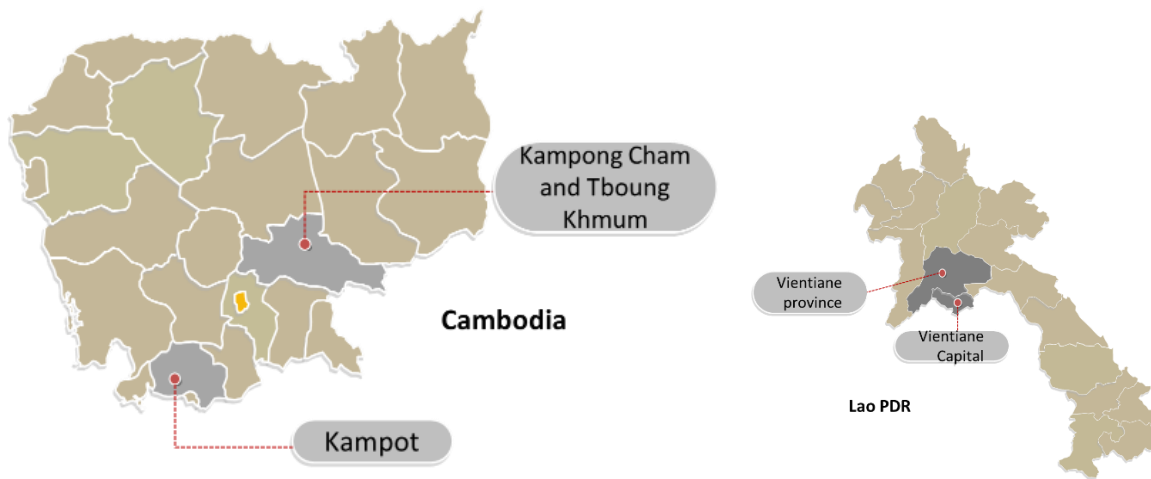 Kampong Cham
and Tboung
Khmum
Cambodia
Kampot
Vientiane
province
Vientiane
Capital
Lao PDR